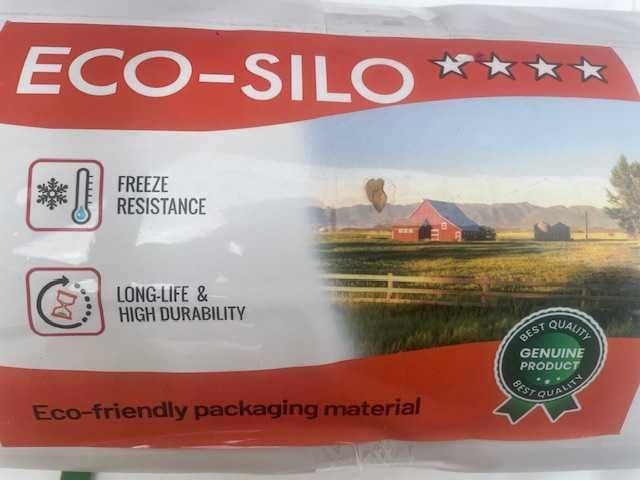 ECO-SILO
FREEZE
RESISTANCE
LONG-LIFE &
HIGH DURABILITY
BEST QUALITY
GENUINE
PRODUCT
BEST QUALITY
Eco-friendly packaging material